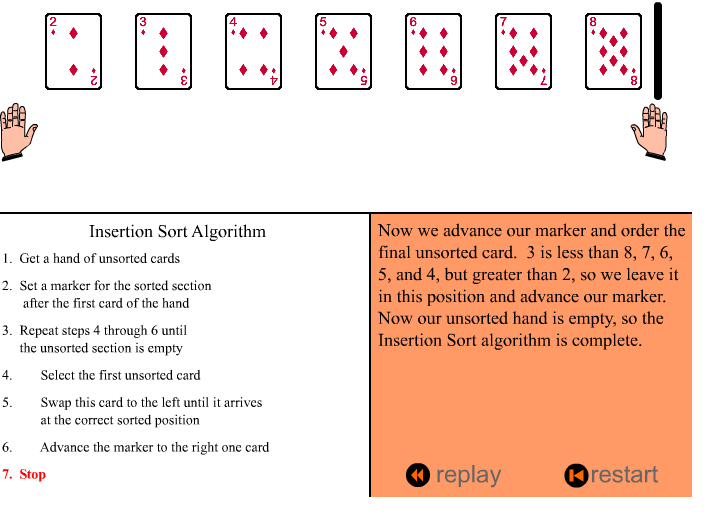 2 3 4 5 6 7 8
2 3 4 5 6 7 8
Insertion Sort Algorithm
1. Get a hand of unsorted cards
2. Set a marker for the sorted section
after the first card of the hand
3. Repeat steps 4 through 6 until
the unsorted section is empty
4. Select the first unsorted card
5. Swap this card to the left until it arrives
at the correct sorted position
6. Advance the marker to the right one card
7. Stop
Now we advance our marker and order the
final unsorted card. 3 is less than 8, 7, 6,
5, and 4, but greater than 2, so we leave it
in this position and advance our marker.
Now our unsorted hand is empty, so the
Insertion Sort algorithm is complete.
replay
restart